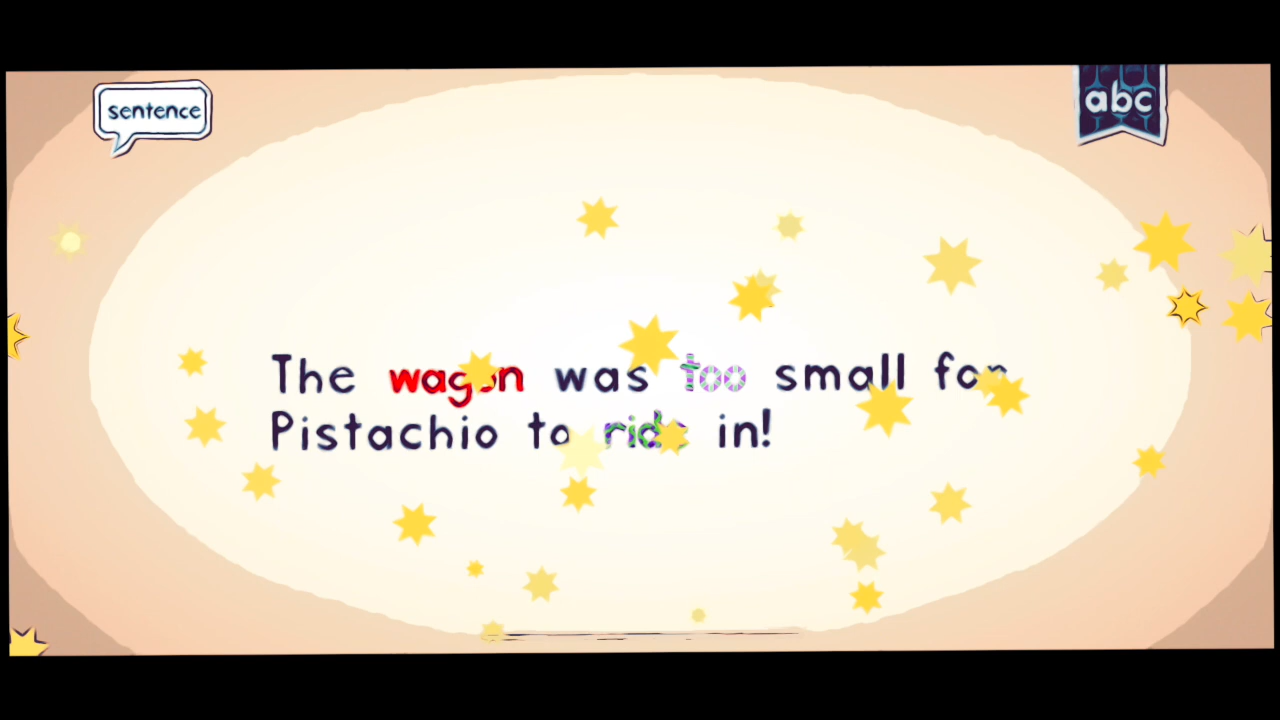 sentence
abc
The wagon was too small for
Pistachio to ride in!